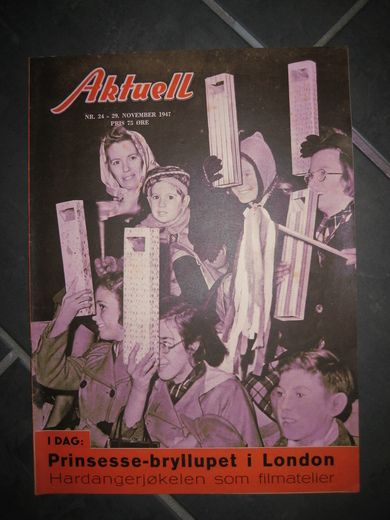 Aktuell
NR. 24 - 29. NOVEMBER 1947
PRIS 75 ØRE
I DAG:
Prinsesse-bryllupet i London
Hardangerjøkelen som filmatelier